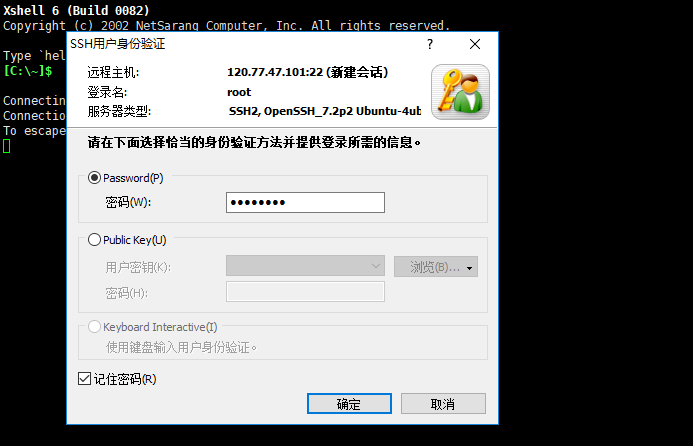 Xshell 6 (Build 0082)
Copyright (c) 2002 NetSarang Computer, Inc. All rights reserved.
Type `hel
[C:\~]$
Connectin
Connectio
To escape
SSH用户身份验证
远程主机: 120.77.47.101:22 (新建会话)
登录名: root
服务器类型: SSH2, OpenSSH_7.2p2 Ubuntu-4ub
请在下面选择恰当的身份验证方法并提供登录所需的信息。
Password(P)
密码(W): ••••••••
Public Key(U)
用户密钥(K): 浏览(B)...
密码(H):
Keyboard Interactive(I)
使用键盘输入用户身份验证。
记住密码(R)
确定 取消